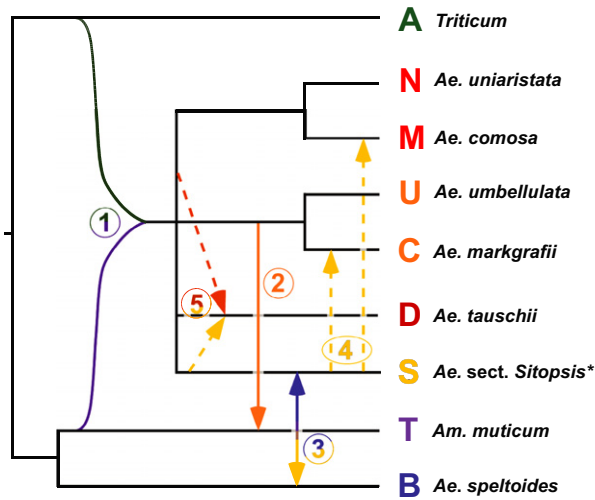 A Triticum
N Ae. uniaristata
M Ae. comosa
U Ae. umbellulata
1
C Ae. markgrafii
2
5
D Ae. tauschii
4
S Ae. sect. Sitopsis*
T Am. muticum
3
B Ae. speltoides